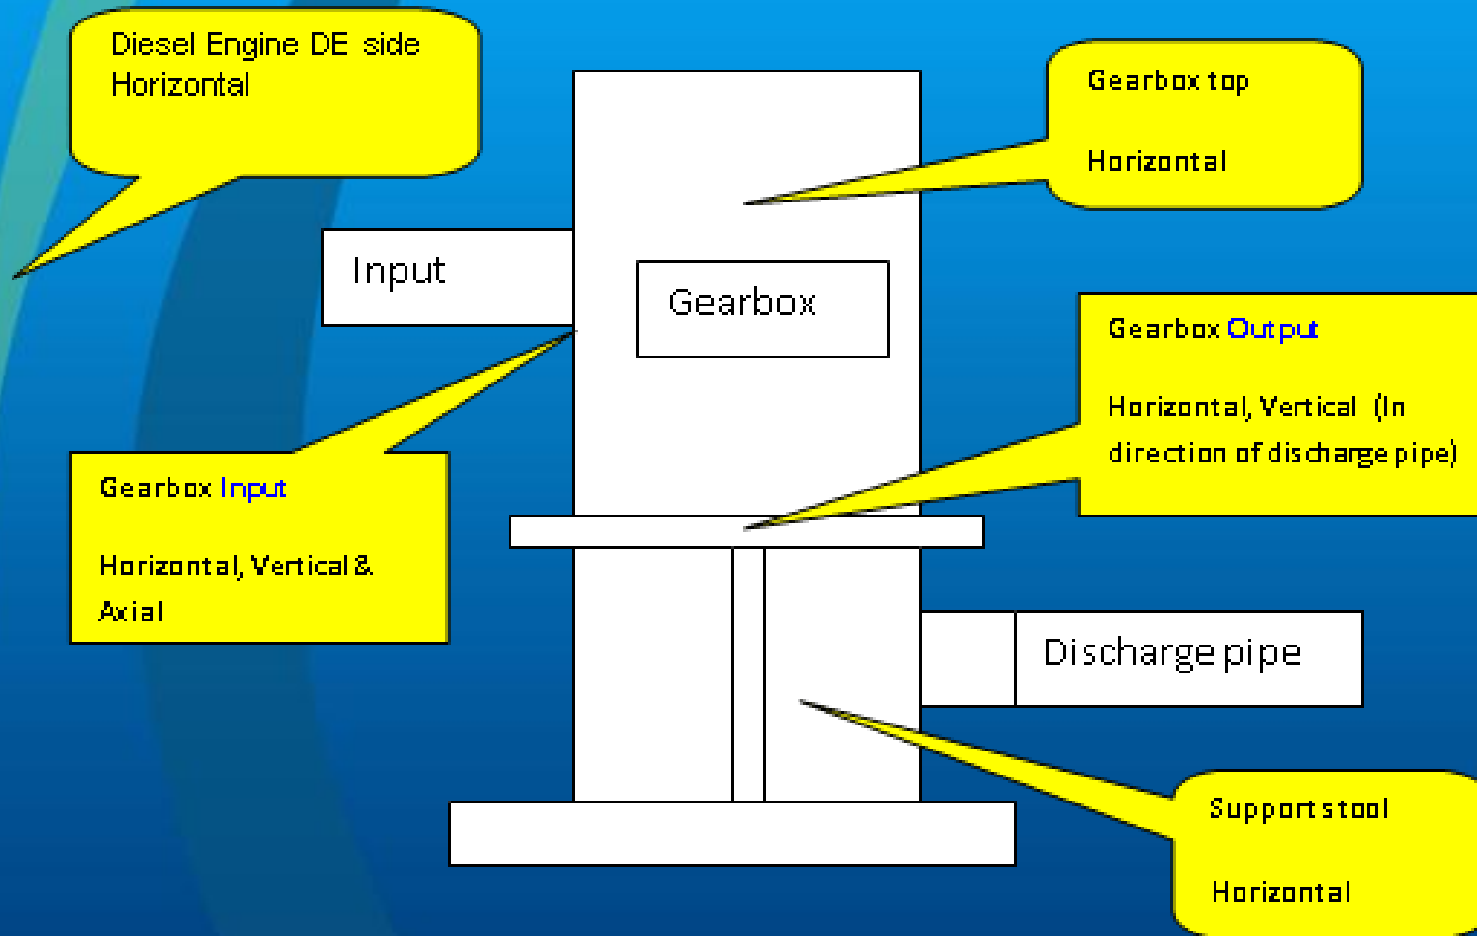 Diesel Engine DE side
Horizontal
Gearbox top
Horizontal
Input
Gearbox
Gearbox Output
Horizontal, Vertical (In
direction of discharge pipe)
Gearbox Input
Horizontal, Vertical &
Axial
Discharge pipe
Support stool
Horizontal